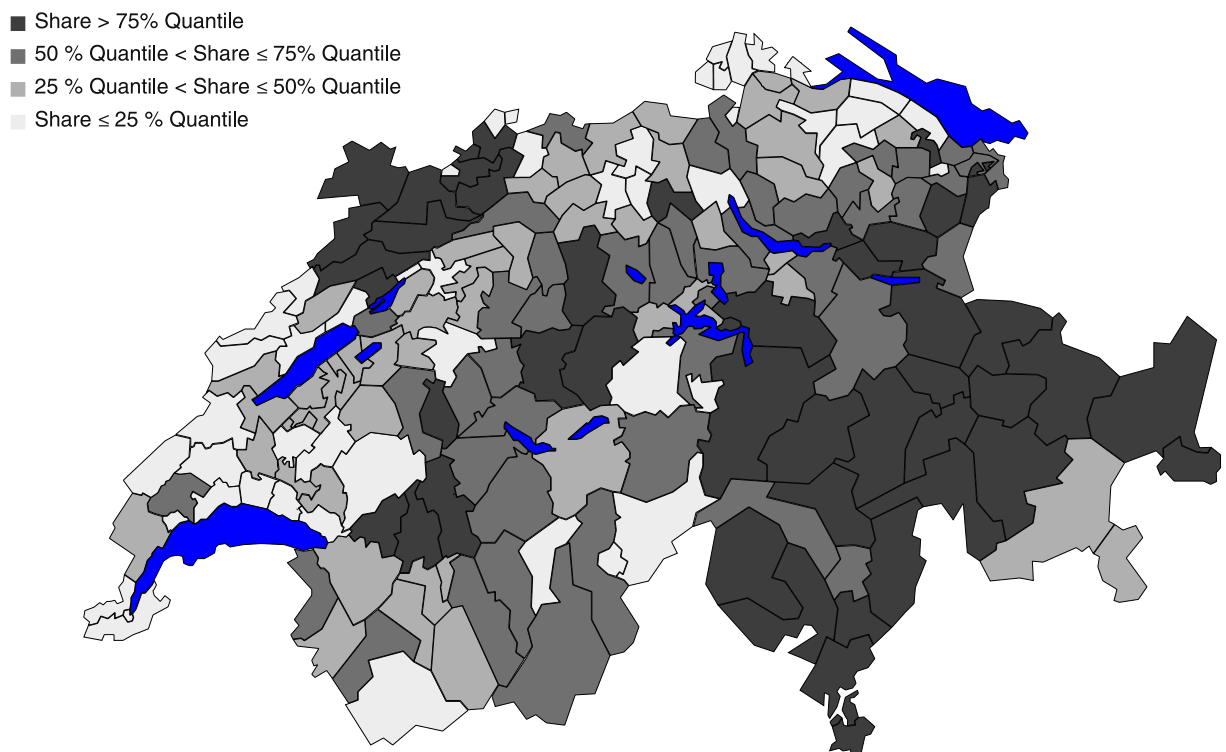 Share > 75% Quantile
50 % Quantile < Share ≤ 75% Quantile
25 % Quantile < Share ≤ 50% Quantile
Share ≤ 25 % Quantile